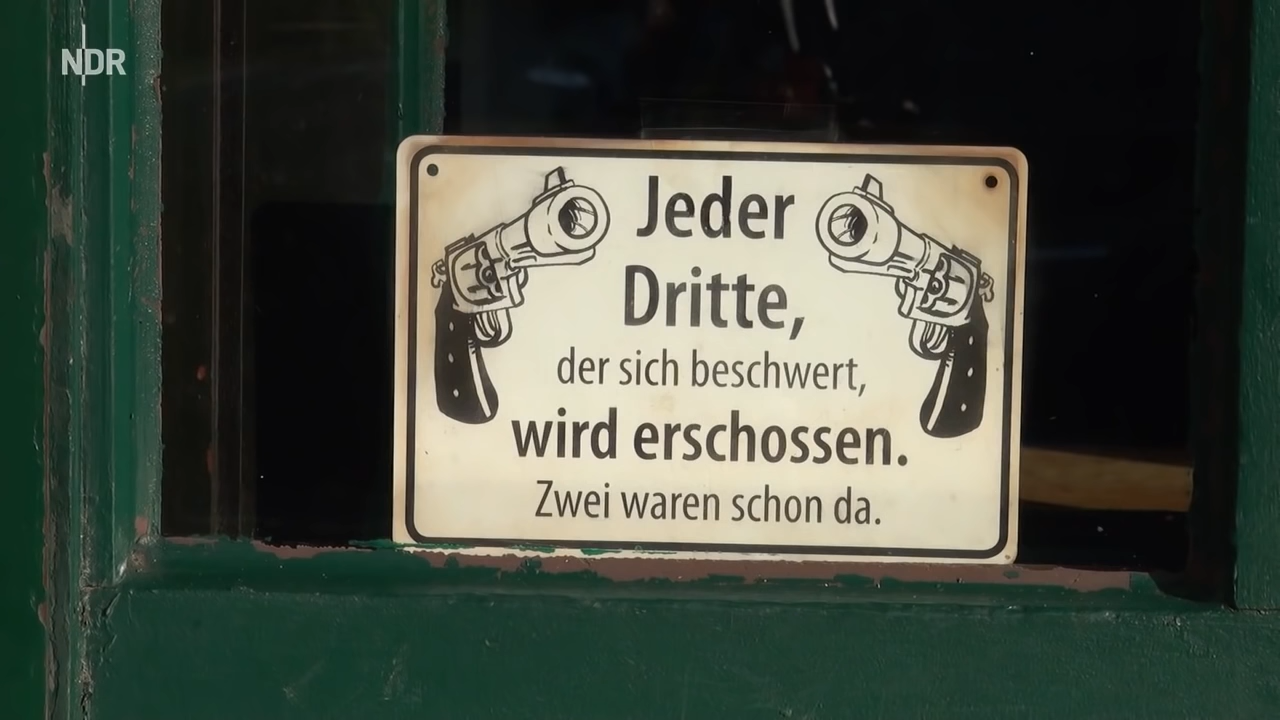 NDR
Jeder
Dritte,
der sich beschwert,
wird erschossen.
Zwei waren schon da.